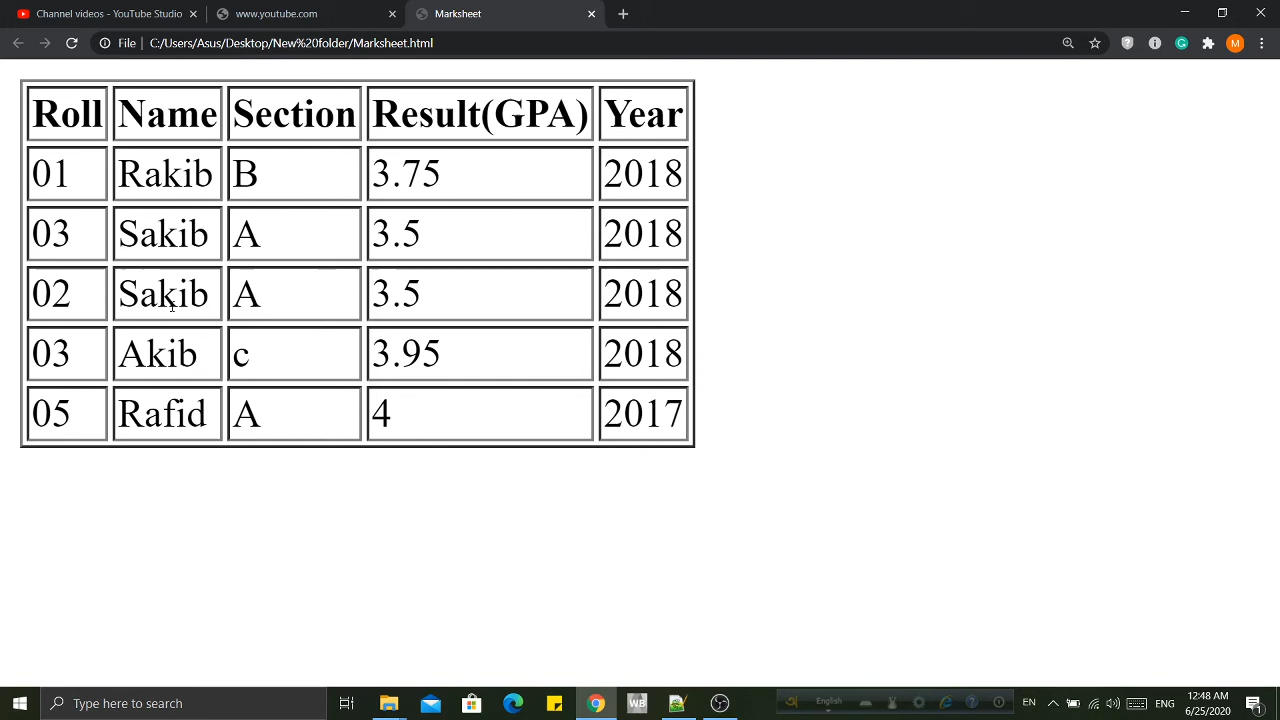 Channel videos - YouTube Studio www.youtube.com Marksheet
File C:/Users/Asus/Desktop/New%20folder/Marksheet.html M
Roll Name Section Result(GPA) Year
01 Rakib B 3.75 2018
03 Sakib A 3.5 2018
02 Sakib A 3.5 2018
03 Akib c 3.95 2018
05 Rafid A 4 2017
Type here to search WB English EN ENG 12:48 AM
6/25/2020